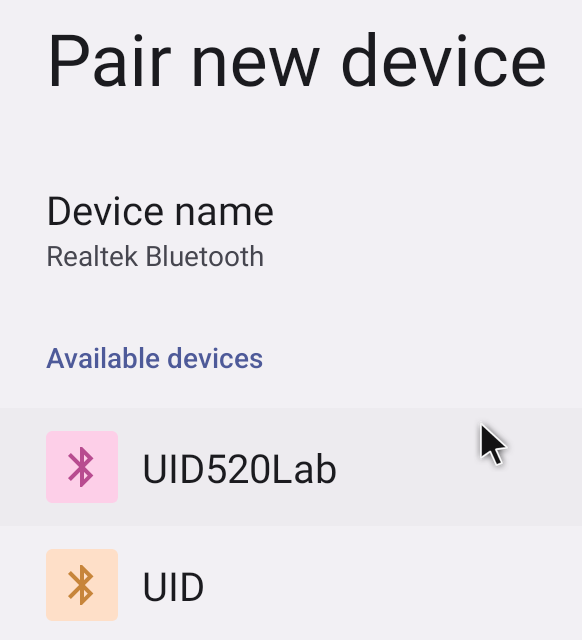 Pair new device
Device name
Realtek Bluetooth
Available devices
UID520Lab
UID